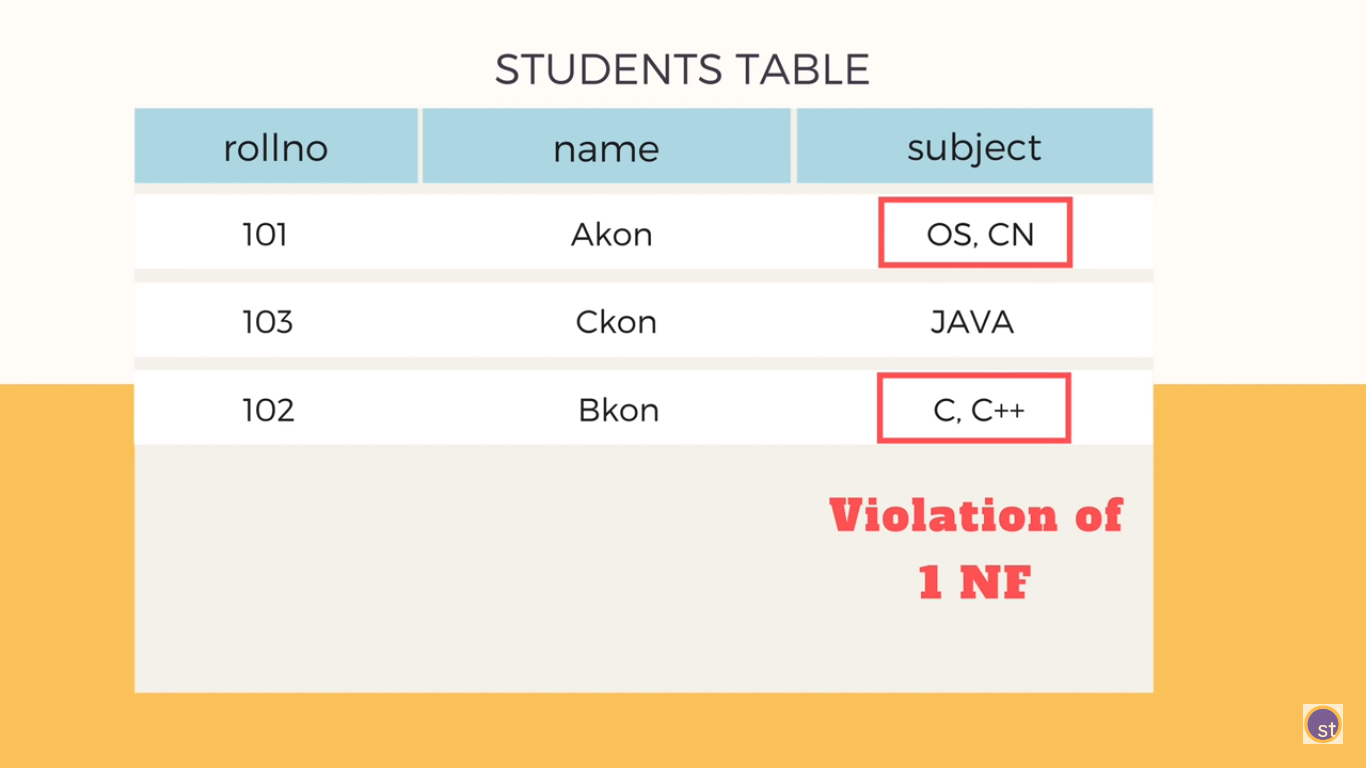 STUDENTS TABLE
rollno name subject
101 Akon OS, CN
103 Ckon JAVA
102 Bkon C, C++
Violation of
1 NF
st